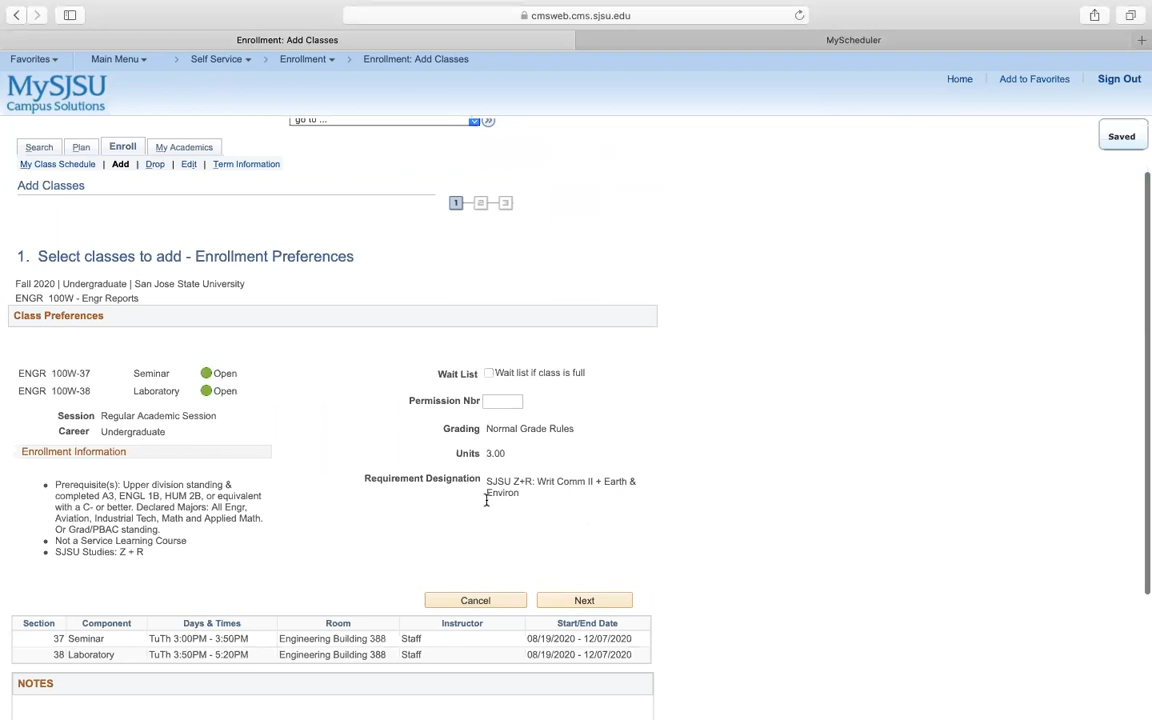 cmsweb.cms.sjsu.edu
Enrollment: Add Classes MyScheduler
Favorites Main Menu > Self Service > Enrollment > Enrollment: Add Classes
MySJSU
Campus Solutions
Home Add to Favorites Sign Out
go to ...
Saved
Search Plan Enroll My Academics
My Class Schedule | Add | Drop | Edit | Term Information
Add Classes
1 2 3
1. Select classes to add - Enrollment Preferences
Fall 2020 | Undergraduate | San Jose State University
ENGR 100W - Engr Reports
Class Preferences
ENGR 100W-37 Seminar Open
ENGR 100W-38 Laboratory Open
Session Regular Academic Session
Career Undergraduate
Enrollment Information
• Prerequisite(s): Upper division standing &
completed A3, ENGL 1B, HUM 2B, or equivalent
with a C- or better. Declared Majors: All Engr,
Aviation, Industrial Tech, Math and Applied Math.
Or Grad/PBAC standing.
• Not a Service Learning Course
• SJSU Studies: Z + R
Wait List Wait list if class is full
Permission Nbr
Grading Normal Grade Rules
Units 3.00
Requirement Designation SJSU Z+R: Writ Comm II + Earth &
Environ
Cancel Next
Section Component Days & Times Room Instructor Start/End Date
37 Seminar TuTh 3:00PM - 3:50PM Engineering Building 388 Staff 08/19/2020 - 12/07/2020
38 Laboratory TuTh 3:50PM - 5:20PM Engineering Building 388 Staff 08/19/2020 - 12/07/2020
NOTES